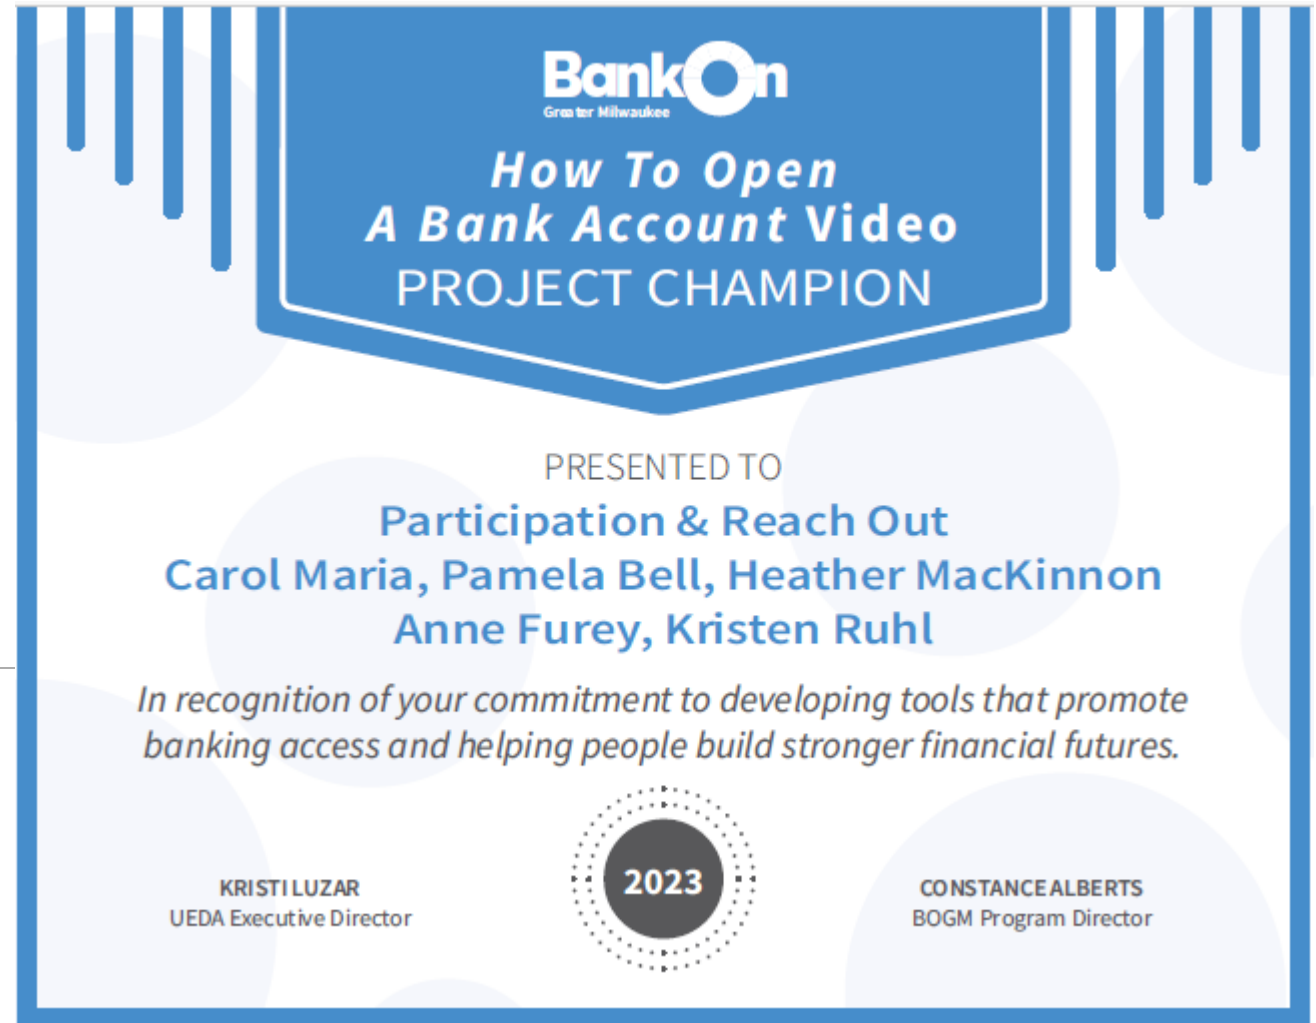 BankOn
Greater Milwaukee
How To Open
A Bank Account Video
PROJECT CHAMPION
PRESENTED TO
Participation & Reach Out
Carol Maria, Pamela Bell, Heather MacKinnon
Anne Furey, Kristen Ruhl
In recognition of your commitment to developing tools that promote
banking access and helping people build stronger financial futures.
KRISTI LUZAR
UEDA Executive Director
2023
CONSTANCE ALBERTS
BOGM Program Director